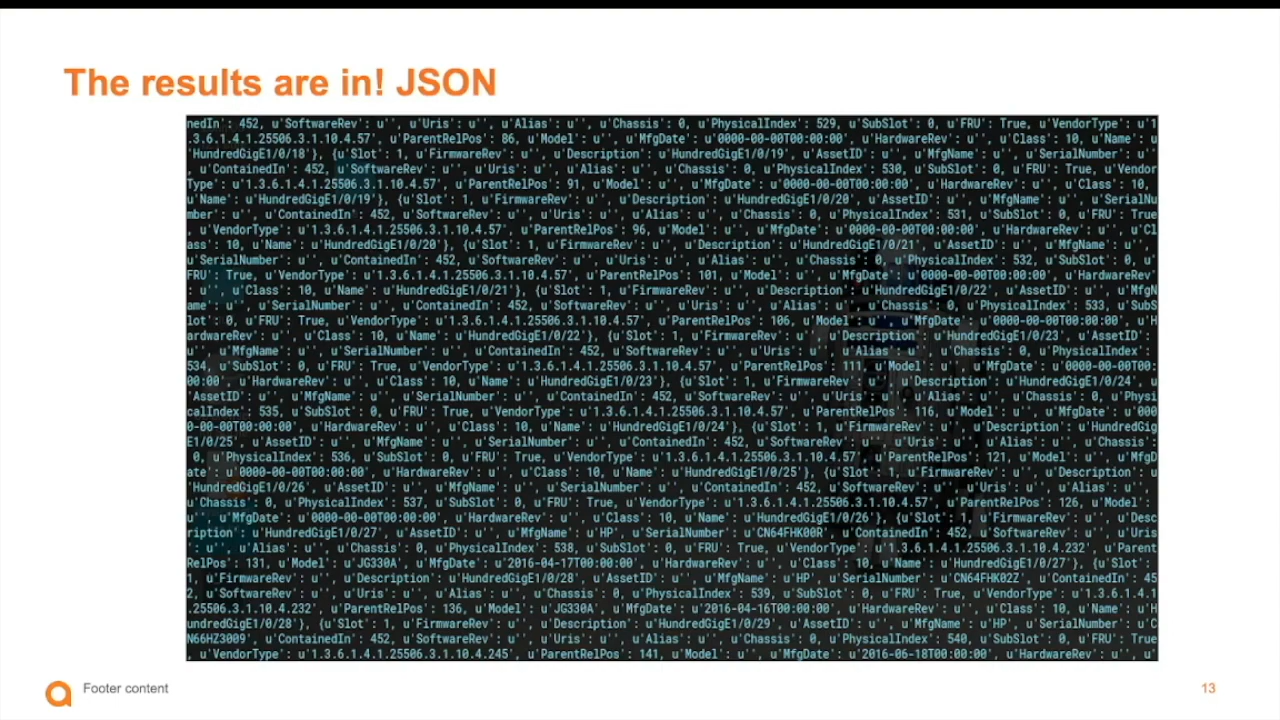 The results are in! JSON
nedIn': 452, u'SoftwareRev': u'', u'Uris': u'', u'Alias': u'', u'Chassis': 0, u'PhysicalIndex': 529, u'SubSlot': 0, u'FRU': True, u'VendorType': u'1
.3.6.1.4.1.25506.3.1.10.4.57', u'ParentRelPos': 86, u'Model': u'', u'MfgDate': u'0000-00-00T00:00:00', u'HardwareRev': u'', u'Class': 10, u'Name': u
'HundredGigE1/0/18'}, {u'Slot': 1, u'FirmwareRev': u'', u'Description': u'HundredGigE1/0/19', u'AssetID': u'', u'MfgName': u'', u'SerialNumber': u''
, u'ContainedIn': 452, u'SoftwareRev': u'', u'Uris': u'', u'Alias': u'', u'Chassis': 0, u'PhysicalIndex': 530, u'SubSlot': 0, u'FRU': True, u'Vendor
Type': u'1.3.6.1.4.1.25506.3.1.10.4.57', u'ParentRelPos': 91, u'Model': u'', u'MfgDate': u'0000-00-00T00:00:00', u'HardwareRev': u'', u'Class': 10,
u'Name': u'HundredGigE1/0/19'}, {u'Slot': 1, u'FirmwareRev': u'', u'Description': u'HundredGigE1/0/20', u'AssetID': u'', u'MfgName': u'', u'SerialNu
mber': u'', u'ContainedIn': 452, u'SoftwareRev': u'', u'Uris': u'', u'Alias': u'', u'Chassis': 0, u'PhysicalIndex': 531, u'SubSlot': 0, u'FRU': True
, u'VendorType': u'1.3.6.1.4.1.25506.3.1.10.4.57', u'ParentRelPos': 96, u'Model': u'', u'MfgDate': u'0000-00-00T00:00:00', u'HardwareRev': u'', u'Cl
ass': 10, u'Name': u'HundredGigE1/0/20'}, {u'Slot': 1, u'FirmwareRev': u'', u'Description': u'HundredGigE1/0/21', u'AssetID': u'', u'MfgName': u'',
u'SerialNumber': u'', u'ContainedIn': 452, u'SoftwareRev': u'', u'Uris': u'', u'Alias': u'', u'Chassis': 0, u'PhysicalIndex': 532, u'SubSlot': 0, u'
FRU': True, u'VendorType': u'1.3.6.1.4.1.25506.3.1.10.4.57', u'ParentRelPos': 101, u'Model': u'', u'MfgDate': u'0000-00-00T00:00:00', u'HardwareRev'
: u'', u'Class': 10, u'Name': u'HundredGigE1/0/21'}, {u'Slot': 1, u'FirmwareRev': u'', u'Description': u'HundredGigE1/0/22', u'AssetID': u'', u'MfgN
ame': u'', u'SerialNumber': u'', u'ContainedIn': 452, u'SoftwareRev': u'', u'Uris': u'', u'Alias': u'', u'Chassis': 0, u'PhysicalIndex': 533, u'SubS
lot': 0, u'FRU': True, u'VendorType': u'1.3.6.1.4.1.25506.3.1.10.4.57', u'ParentRelPos': 106, u'Model': u'', u'MfgDate': u'0000-00-00T00:00:00', u'H
ardwareRev': u'', u'Class': 10, u'Name': u'HundredGigE1/0/22'}, {u'Slot': 1, u'FirmwareRev': u'', u'Description': u'HundredGigE1/0/23', u'AssetID':
u'', u'MfgName': u'', u'SerialNumber': u'', u'ContainedIn': 452, u'SoftwareRev': u'', u'Uris': u'', u'Alias': u'', u'Chassis': 0, u'PhysicalIndex':
534, u'SubSlot': 0, u'FRU': True, u'VendorType': u'1.3.6.1.4.1.25506.3.1.10.4.57', u'ParentRelPos': 111, u'Model': u'', u'MfgDate': u'0000-00-00T00:
00:00', u'HardwareRev': u'', u'Class': 10, u'Name': u'HundredGigE1/0/23'}, {u'Slot': 1, u'FirmwareRev': u'', u'Description': u'HundredGigE1/0/24', u
'AssetID': u'', u'MfgName': u'', u'SerialNumber': u'', u'ContainedIn': 452, u'SoftwareRev': u'', u'Uris': u'', u'Alias': u'', u'Chassis': 0, u'Physi
calIndex': 535, u'SubSlot': 0, u'FRU': True, u'VendorType': u'1.3.6.1.4.1.25506.3.1.10.4.57', u'ParentRelPos': 116, u'Model': u'', u'MfgDate': u'000
0-00-00T00:00:00', u'HardwareRev': u'', u'Class': 10, u'Name': u'HundredGigE1/0/24'}, {u'Slot': 1, u'FirmwareRev': u'', u'Description': u'HundredGig
E1/0/25', u'AssetID': u'', u'MfgName': u'', u'SerialNumber': u'', u'ContainedIn': 452, u'SoftwareRev': u'', u'Uris': u'', u'Alias': u'', u'Chassis':
0, u'PhysicalIndex': 536, u'SubSlot': 0, u'FRU': True, u'VendorType': u'1.3.6.1.4.1.25506.3.1.10.4.57', u'ParentRelPos': 121, u'Model': u'', u'MfgD
ate': u'0000-00-00T00:00:00', u'HardwareRev': u'', u'Class': 10, u'Name': u'HundredGigE1/0/25'}, {u'Slot': 1, u'FirmwareRev': u'', u'Description': u
'HundredGigE1/0/26', u'AssetID': u'', u'MfgName': u'', u'SerialNumber': u'', u'ContainedIn': 452, u'SoftwareRev': u'', u'Uris': u'', u'Alias': u'',
u'Chassis': 0, u'PhysicalIndex': 537, u'SubSlot': 0, u'FRU': True, u'VendorType': u'1.3.6.1.4.1.25506.3.1.10.4.57', u'ParentRelPos': 126, u'Model':
u'', u'MfgDate': u'0000-00-00T00:00:00', u'HardwareRev': u'', u'Class': 10, u'Name': u'HundredGigE1/0/26'}, {u'Slot': 1, u'FirmwareRev': u'', u'Desc
ription': u'HundredGigE1/0/27', u'AssetID': u'', u'MfgName': u'HP', u'SerialNumber': u'CN64FHK00R', u'ContainedIn': 452, u'SoftwareRev': u'', u'Uris
': u'', u'Alias': u'', u'Chassis': 0, u'PhysicalIndex': 538, u'SubSlot': 0, u'FRU': True, u'VendorType': u'1.3.6.1.4.1.25506.3.1.10.4.232', u'Parent
RelPos': 131, u'Model': u'JG330A', u'MfgDate': u'2016-04-17T00:00:00', u'HardwareRev': u'', u'Class': 10, u'Name': u'HundredGigE1/0/27'}, {u'Slot':
1, u'FirmwareRev': u'', u'Description': u'HundredGigE1/0/28', u'AssetID': u'', u'MfgName': u'HP', u'SerialNumber': u'CN64FHK02Z', u'ContainedIn': 45
2, u'SoftwareRev': u'', u'Uris': u'', u'Alias': u'', u'Chassis': 0, u'PhysicalIndex': 539, u'SubSlot': 0, u'FRU': True, u'VendorType': u'1.3.6.1.4.1
.25506.3.1.10.4.232', u'ParentRelPos': 136, u'Model': u'JG330A', u'MfgDate': u'2016-04-16T00:00:00', u'HardwareRev': u'', u'Class': 10, u'Name': u'H
undredGigE1/0/28'}, {u'Slot': 1, u'FirmwareRev': u'', u'Description': u'HundredGigE1/0/29', u'AssetID': u'', u'MfgName': u'HP', u'SerialNumber': u'C
N66HZ3009', u'ContainedIn': 452, u'SoftwareRev': u'', u'Uris': u'', u'Alias': u'', u'Chassis': 0, u'PhysicalIndex': 540, u'SubSlot': 0, u'FRU': True
, u'VendorType': u'1.3.6.1.4.1.25506.3.1.10.4.245', u'ParentRelPos': 141, u'Model': u'', u'MfgDate': u'2016-06-18T00:00:00', u'HardwareRev': u'', u'
Footer content
13